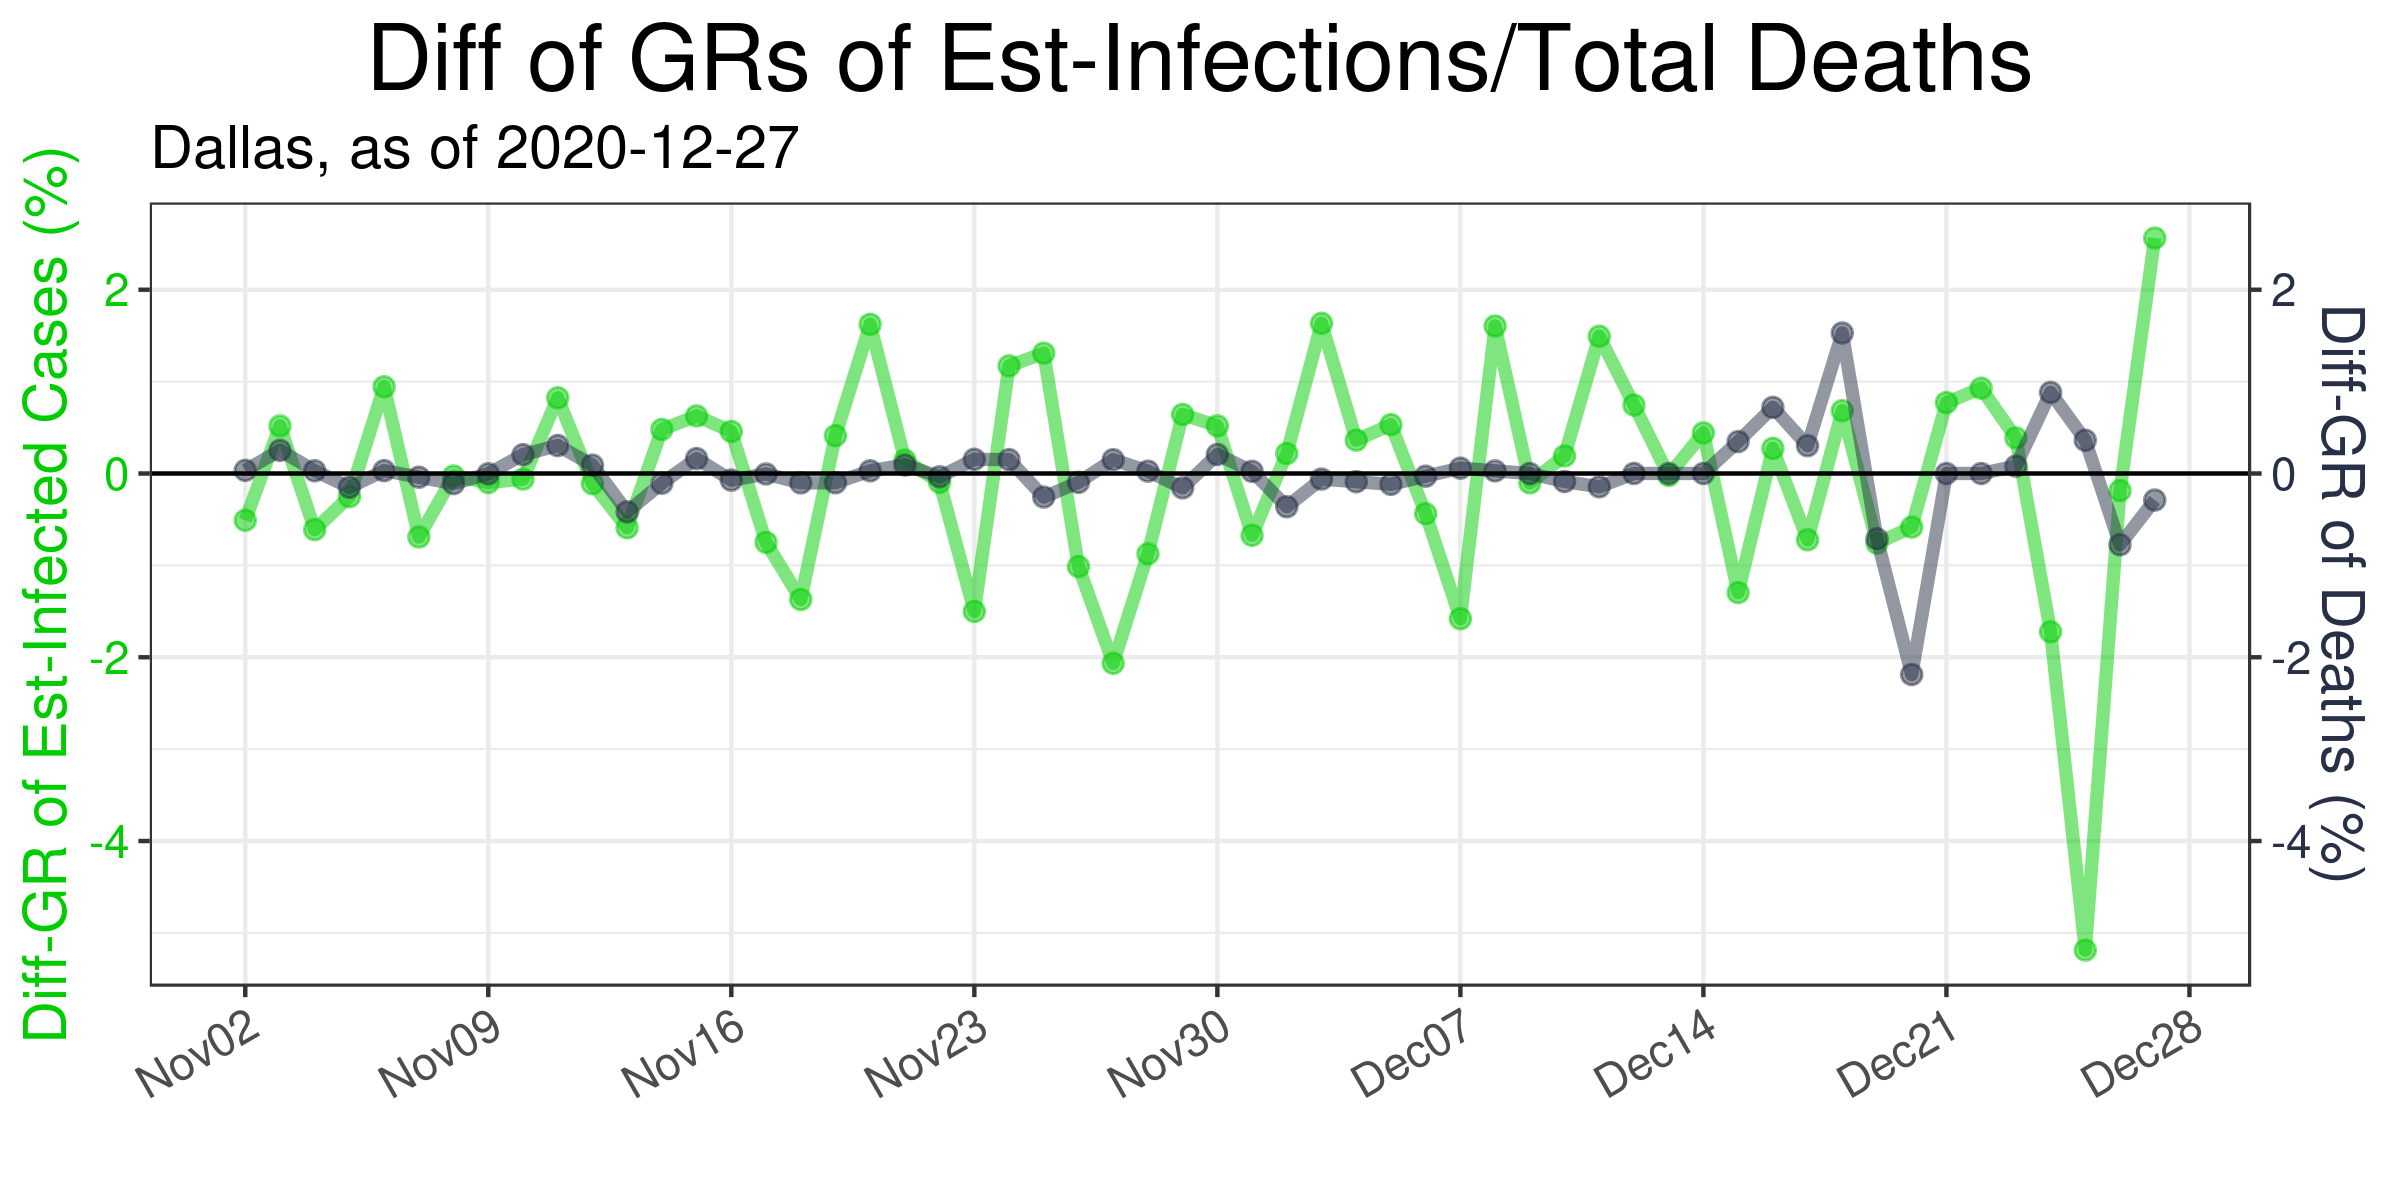 Diff of GRs of Est-Infections/Total Deaths
Dallas, as of 2020-12-27
Diff-GR of Est-Infected Cases (%)
2
0
-2
-4
2
0
-2
-4
Diff-GR of Deaths (%)
Nov02
Nov09
Nov16
Nov23
Nov30
Dec07
Dec14
Dec21
Dec28